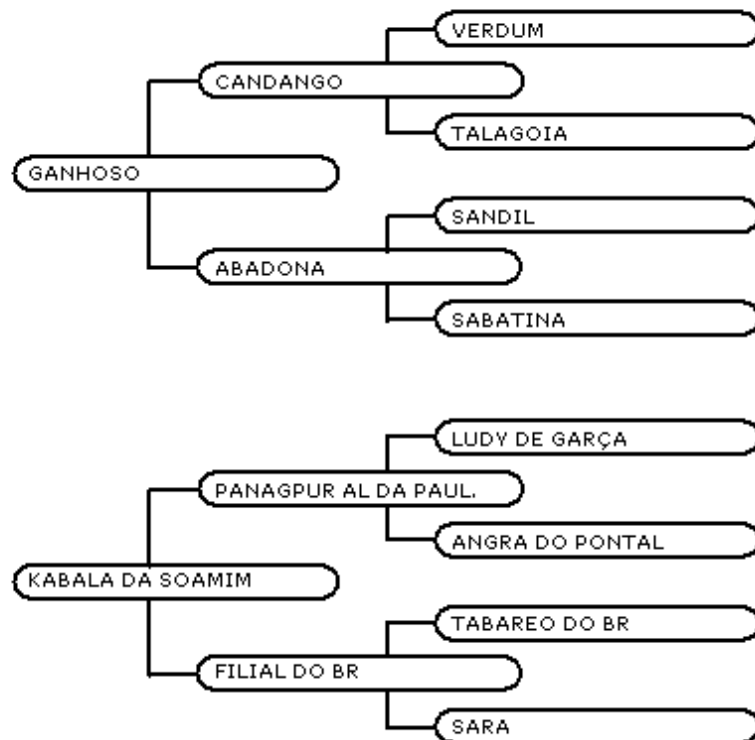 VERDUM
CANDANGO
TALAGOIA
GANHOSO
SANDIL
ABADONA
SABATINA
LUDY DE GARÇA
PANAGPUR AL DA PAUL.
ANGRA DO PONTAL
KABALA DA SOAMIM
TABAREO DO BR
FILIAL DO BR
SARA